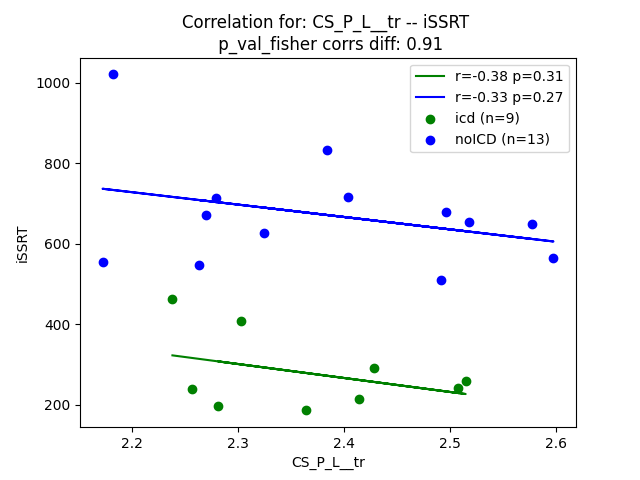 Correlation for: CS_P_L__tr -- iSSRT
p_val_fisher corrs diff: 0.91
r=-0.38 p=0.31
r=-0.33 p=0.27
icd (n=9)
noICD (n=13)
iSSRT
1000
800
600
400
200
2.2 2.3 2.4 2.5 2.6
CS_P_L__tr